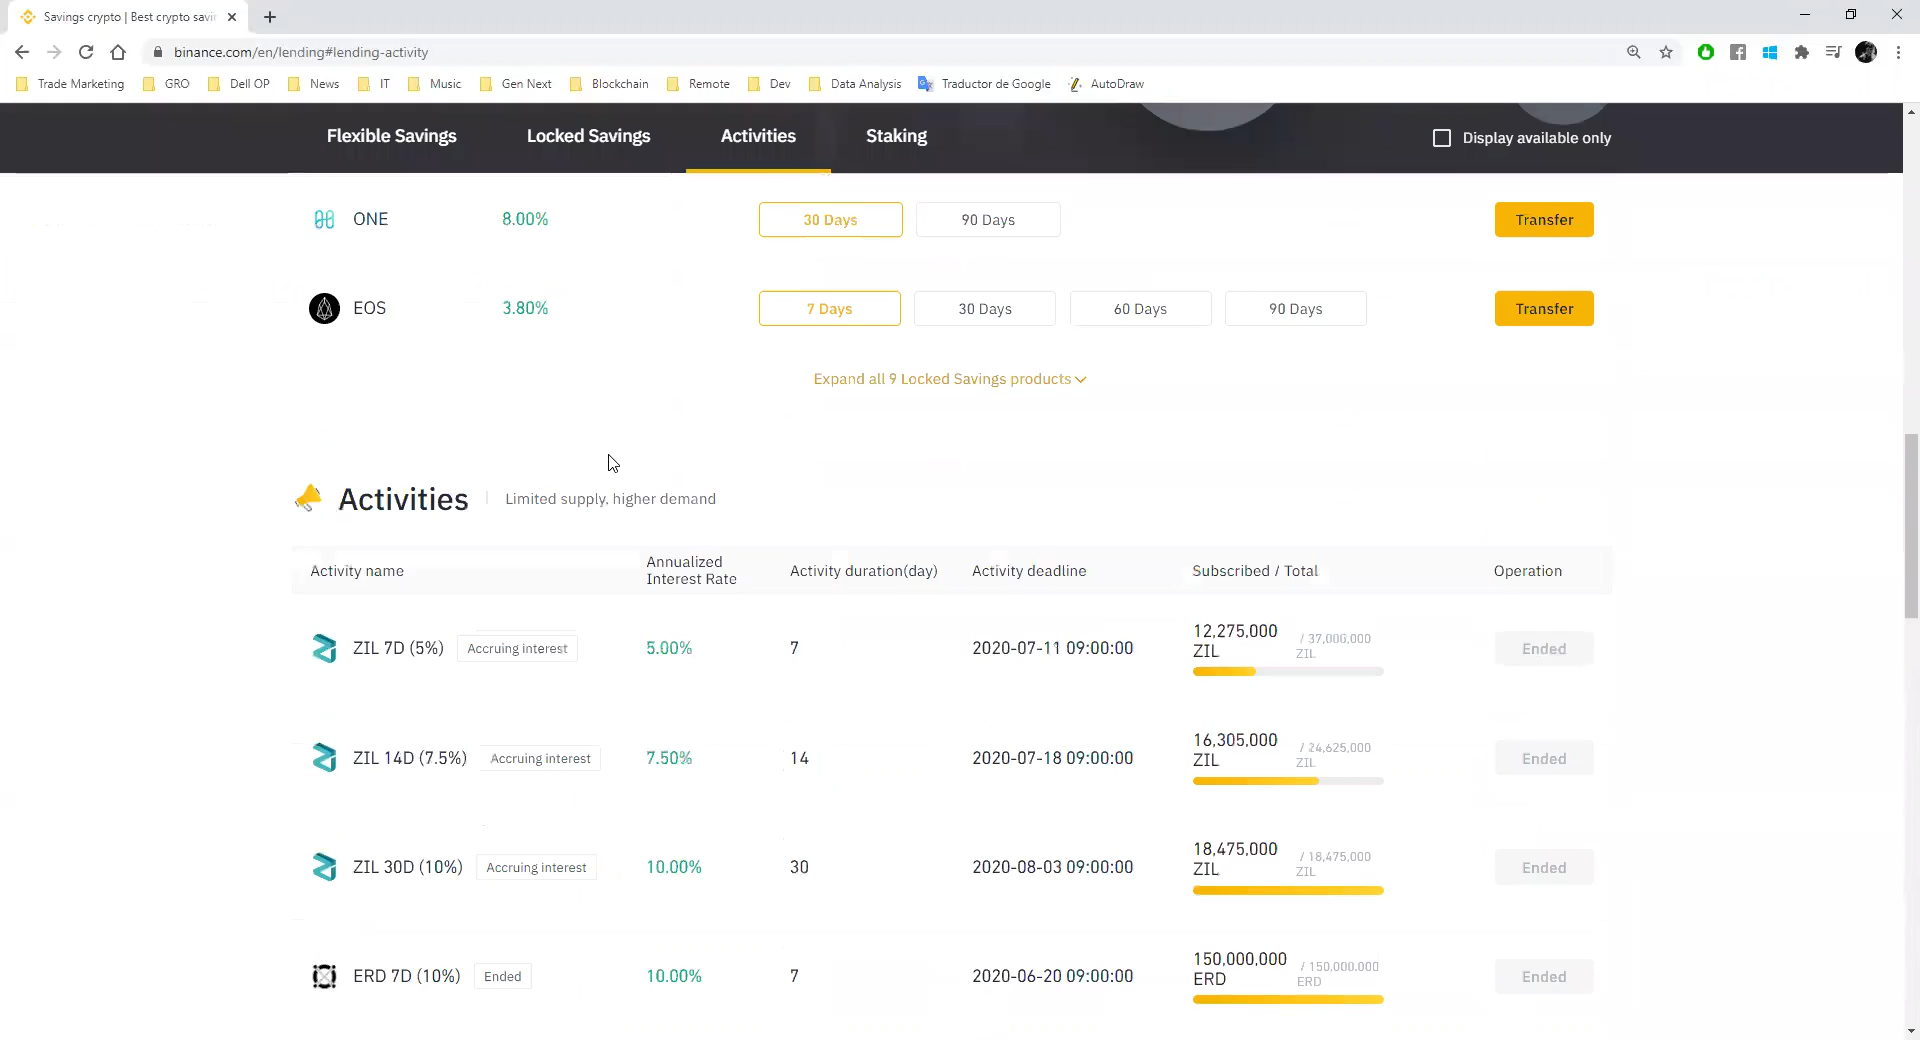 Savings crypto | Best crypto savin
binance.com/en/lending#lending-activity
Trade Marketing GRO Dell OP News IT Music Gen Next Blockchain Remote Dev Data Analysis Traductor de Google AutoDraw
Flexible Savings Locked Savings Activities Staking Display available only
ONE 8.00% 30 Days 90 Days Transfer
EOS 3.80% 7 Days 30 Days 60 Days 90 Days Transfer
Expand all 9 Locked Savings products
Activities Limited supply, higher demand
Activity name Annualized Interest Rate Activity duration(day) Activity deadline Subscribed / Total Operation
ZIL 7D (5%) Accruing interest 5.00% 7 2020-07-11 09:00:00 12,275,000 ZIL / 37,000,000 ZIL Ended
ZIL 14D (7.5%) Accruing interest 7.50% 14 2020-07-18 09:00:00 16,305,000 ZIL / 24,625,000 ZIL Ended
ZIL 30D (10%) Accruing interest 10.00% 30 2020-08-03 09:00:00 18,475,000 ZIL / 18,475,000 ZIL Ended
ERD 7D (10%) Ended 10.00% 7 2020-06-20 09:00:00 150,000,000 ERD / 150,000,000 ERD Ended